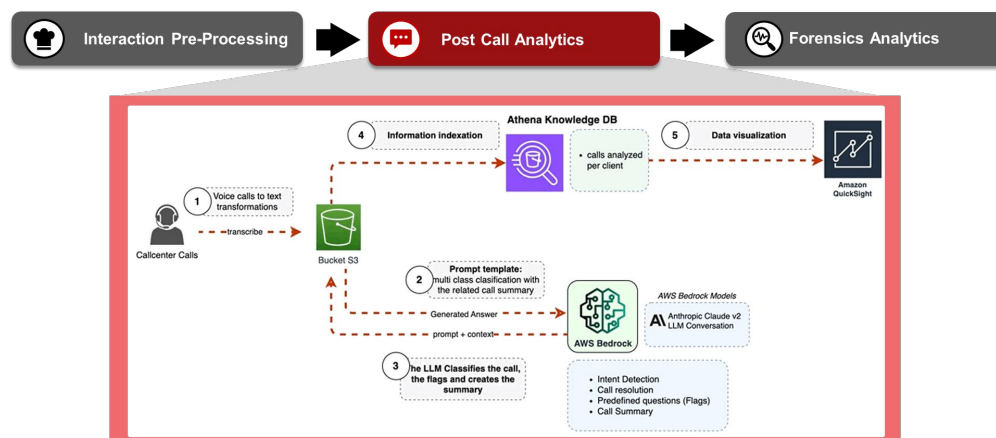 Interaction Pre-Processing
Post Call Analytics
Forensics Analytics
Athena Knowledge DB
4
Information indexation
5
Data visualization
• calls analyzed
per client
Amazon
QuickSight
1
Voice calls to text
transformations
transcribe
Callcenter Calls
Bucket S3
2
Prompt template:
multi class clasification with
the related call summary
Generated Answer
prompt + context
AWS Bedrock
AWS Bedrock Models
A\ Anthropic Claude v2
LLM Conversation
3
The LLM Classifies the call,
the flags and creates the
summary
• Intent Detection
• Call resolution
• Predefined questions (Flags)
• Call Summary